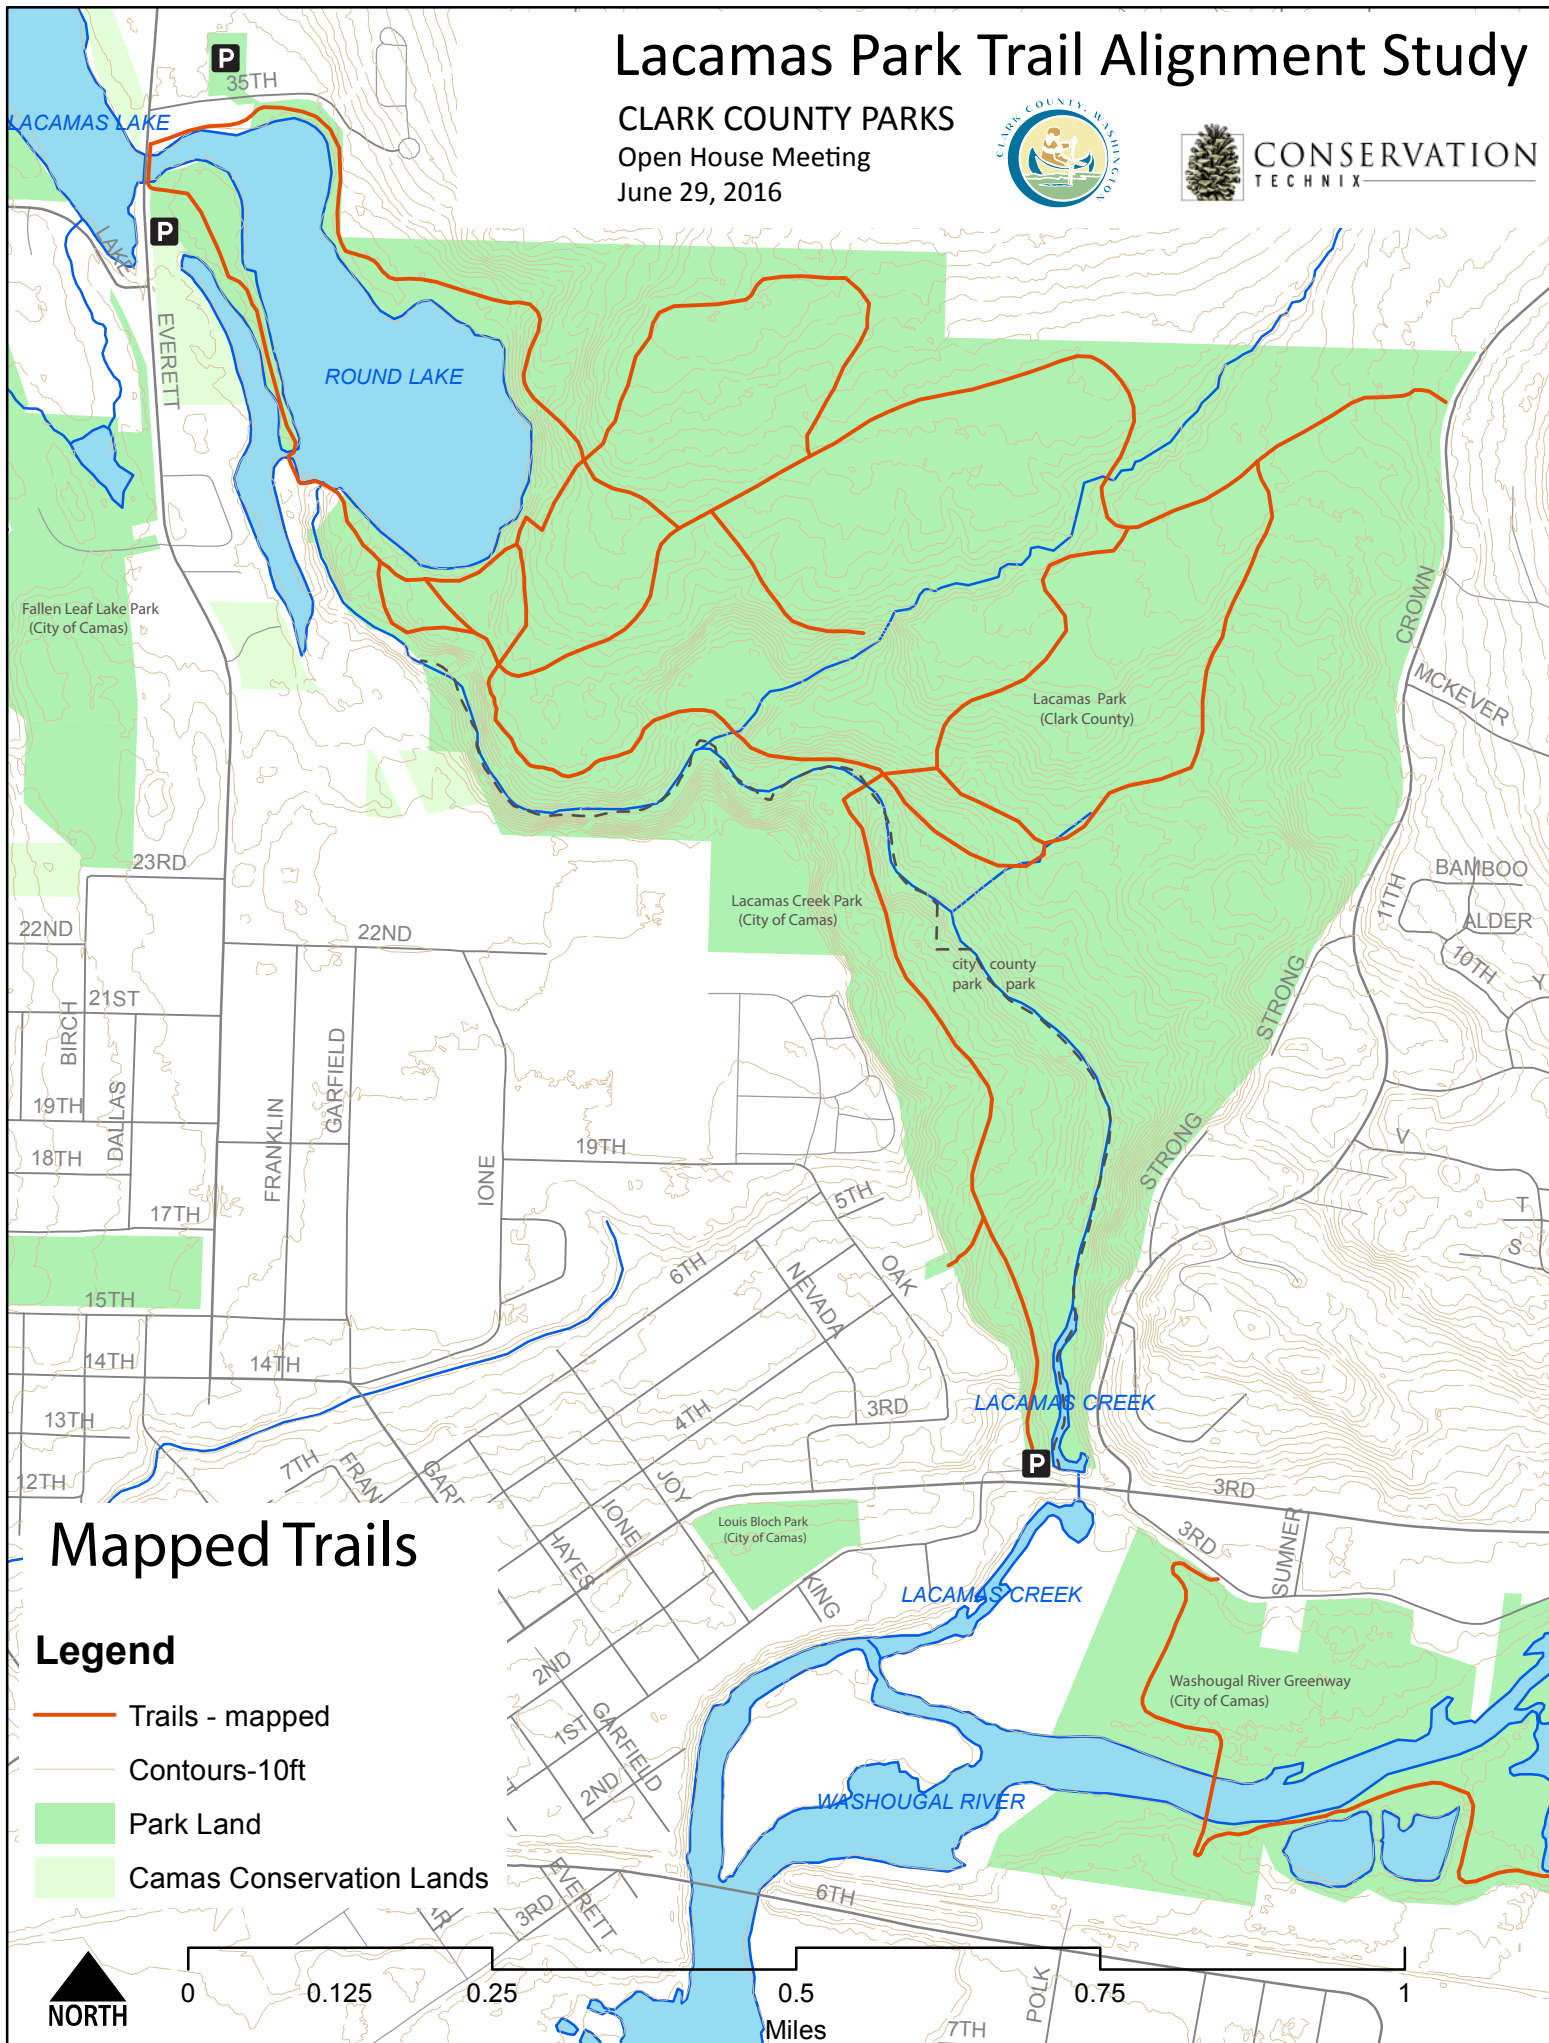 Lacamas Park Trail Alignment Study
CLARK COUNTY PARKS
Open House Meeting
June 29, 2016
CLARK COUNTY, WASHINGTON
CONSERVATION
TECHNIX
P
35TH
LACAMAS LAKE
P
LAKE
EVERETT
ROUND LAKE
Fallen Leaf Lake Park
(City of Camas)
CROWN
MCKEVER
Lacamas Park
(Clark County)
23RD
BAMBOO
11TH
ALDER
Lacamas Creek Park
(City of Camas)
22ND
22ND
10TH
city county
park park
Y
21ST
BIRCH
STRONG
GARFIELD
19TH
DALLAS
FRANKLIN
19TH
V
18TH
IONE
STRONG
5TH
17TH
T
S
6TH
OAK
NEVADA
15TH
14TH
14TH
LACAMAS CREEK
3RD
4TH
13TH
7TH
FRAN
GARF
JOY
P
12TH
3RD
IONE
Louis Bloch Park
(City of Camas)
HAYES
3RD
SUMNER
KING
LACAMAS CREEK
Mapped Trails
Legend
2ND
Washougal River Greenway
(City of Camas)
Trails - mapped
1ST
GARFIELD
Contours-10ft
2ND
WASHOUGAL RIVER
Park Land
Camas Conservation Lands
EVERETT
3RD
6TH
POLK
7TH
NORTH
0 0.125 0.25 0.5 0.75 1
Miles